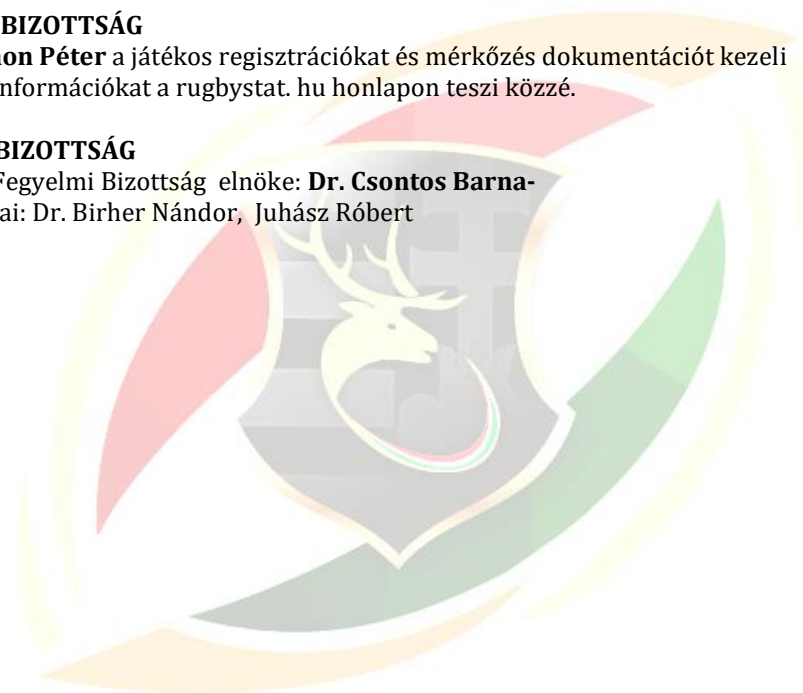 BIZOTTSÁG
on Péter a játékos regisztrációkat és mérkőzés dokumentációt kezeli
nformációkat a rugbystat. hu honlapon teszi közzé.
BIZOTTSÁG
Fegyelmi Bizottság elnöke: Dr. Csontos Barna-
ai: Dr. Birher Nándor, Juhász Róbert